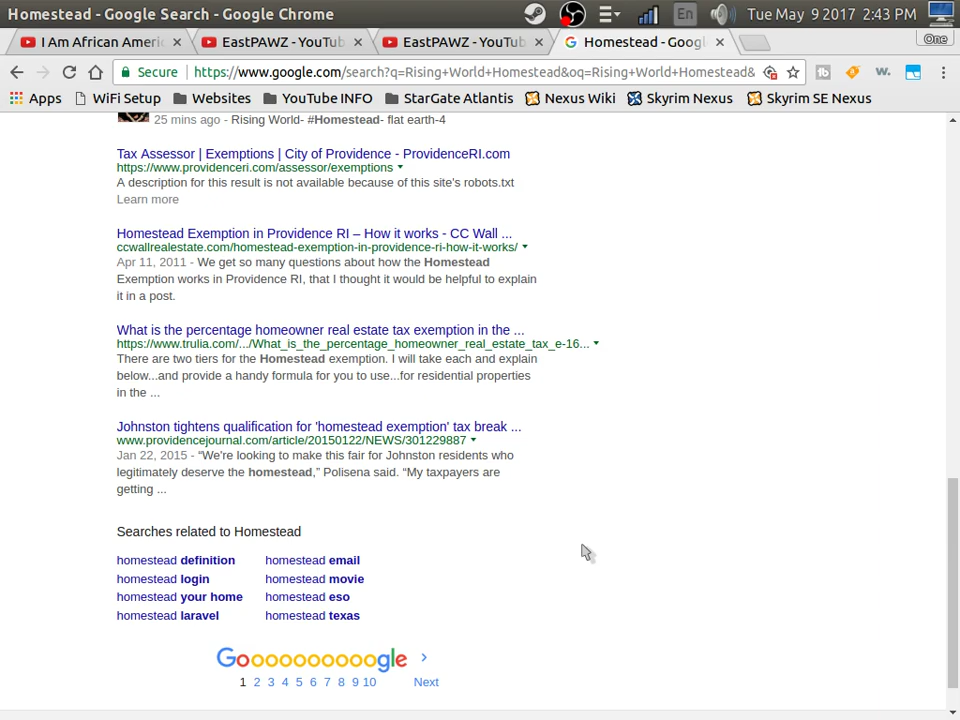 Homestead - Google Search - Google Chrome
En
Tue May 9 2017 2:43 PM
I Am African Ameri
EastPAWZ - YouTub
EastPAWZ - YouTub
Homestead - Goog
One
Secure
https://www.google.com/search?q=Rising+World+Homestead&oq=Rising+World+Homestead&
Apps
WiFi Setup
Websites
YouTube INFO
StarGate Atlantis
Nexus Wiki
Skyrim Nexus
Skyrim SE Nexus
25 mins ago - Rising World- #Homestead- flat earth-4
Tax Assessor | Exemptions | City of Providence - ProvidenceRI.com
https://www.providenceri.com/assessor/exemptions
A description for this result is not available because of this site's robots.txt
Learn more
Homestead Exemption in Providence RI – How it works - CC Wall ...
ccwallrealestate.com/homestead-exemption-in-providence-ri-how-it-works/
Apr 11, 2011 - We get so many questions about how the Homestead
Exemption works in Providence RI, that I thought it would be helpful to explain
it in a post.
What is the percentage homeowner real estate tax exemption in the ...
https://www.trulia.com/.../What_is_the_percentage_homeowner_real_estate_tax_e-16...
There are two tiers for the Homestead exemption. I will take each and explain
below...and provide a handy formula for you to use...for residential properties
in the ...
Johnston tightens qualification for 'homestead exemption' tax break ...
www.providencejournal.com/article/20150122/NEWS/301229887
Jan 22, 2015 - “We're looking to make this fair for Johnston residents who
legitimately deserve the homestead,” Polisena said. “My taxpayers are
getting ...
Searches related to Homestead
homestead definition homestead email
homestead login homestead movie
homestead your home homestead eso
homestead laravel homestead texas
Goooooooooogle >
1 2 3 4 5 6 7 8 9 10 Next